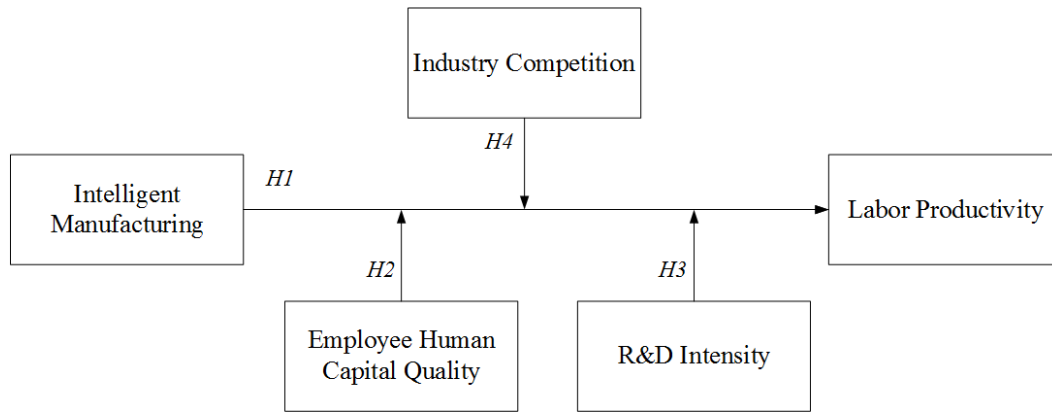 Industry Competition
H4
H1
Intelligent
Manufacturing
Labor Productivity
H2
H3
Employee Human
Capital Quality
R&D Intensity